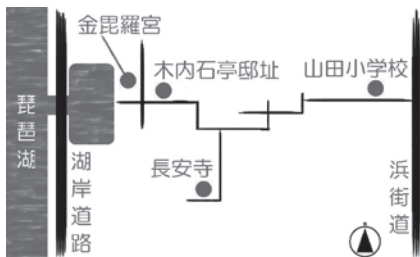 金毘羅宮
木内石亭邸址
山田小学校
琵琶湖
湖岸道路
長安寺
浜街道